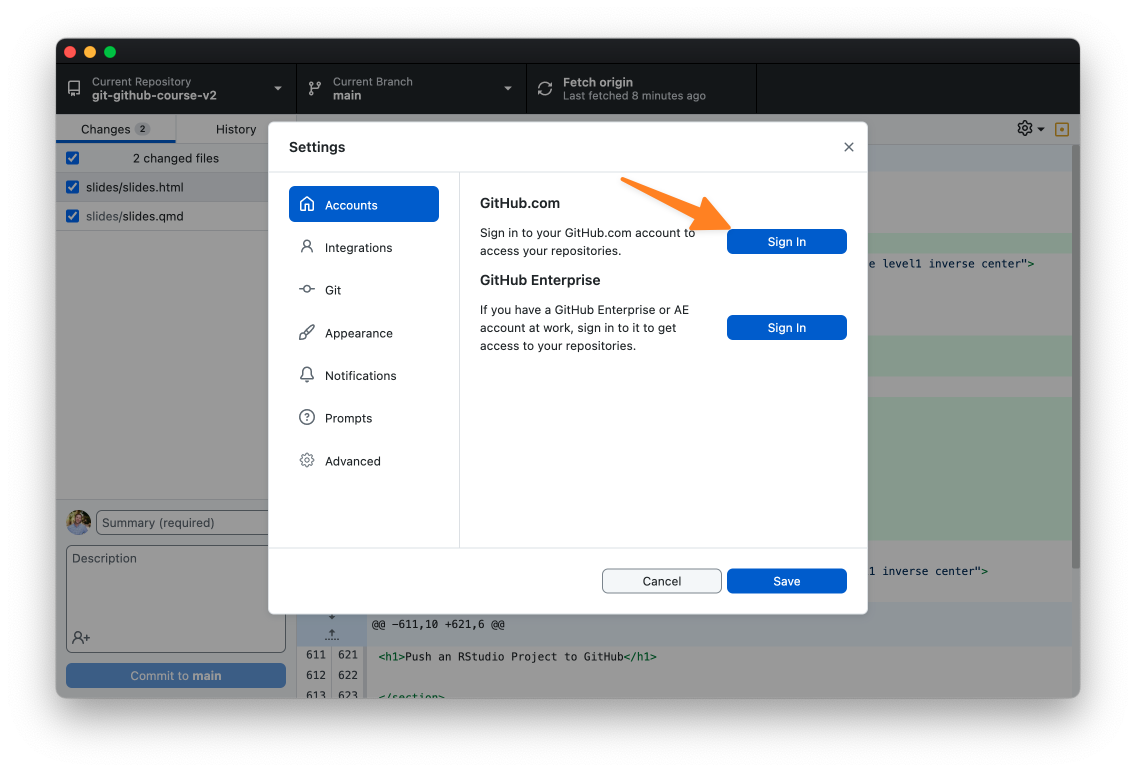 Current Repository
git-github-course-v2
Current Branch
main
Fetch origin
Last fetched 8 minutes ago
Changes 2
History
2 changed files
slides/slides.html
slides/slides.qmd
Settings
Accounts
Integrations
Git
Appearance
Notifications
Prompts
Advanced
GitHub.com
Sign in to your GitHub.com account to
access your repositories.
Sign In
GitHub Enterprise
If you have a GitHub Enterprise or AE
account at work, sign in to it to get
access to your repositories.
Sign In
Cancel
Save
e level1 inverse center">
1 inverse center">
Summary (required)
Description
Commit to main
@@ -611,10 +621,6 @@
611 621 <h1>Push an RStudio Project to GitHub</h1>
612 622
613 623 </section>